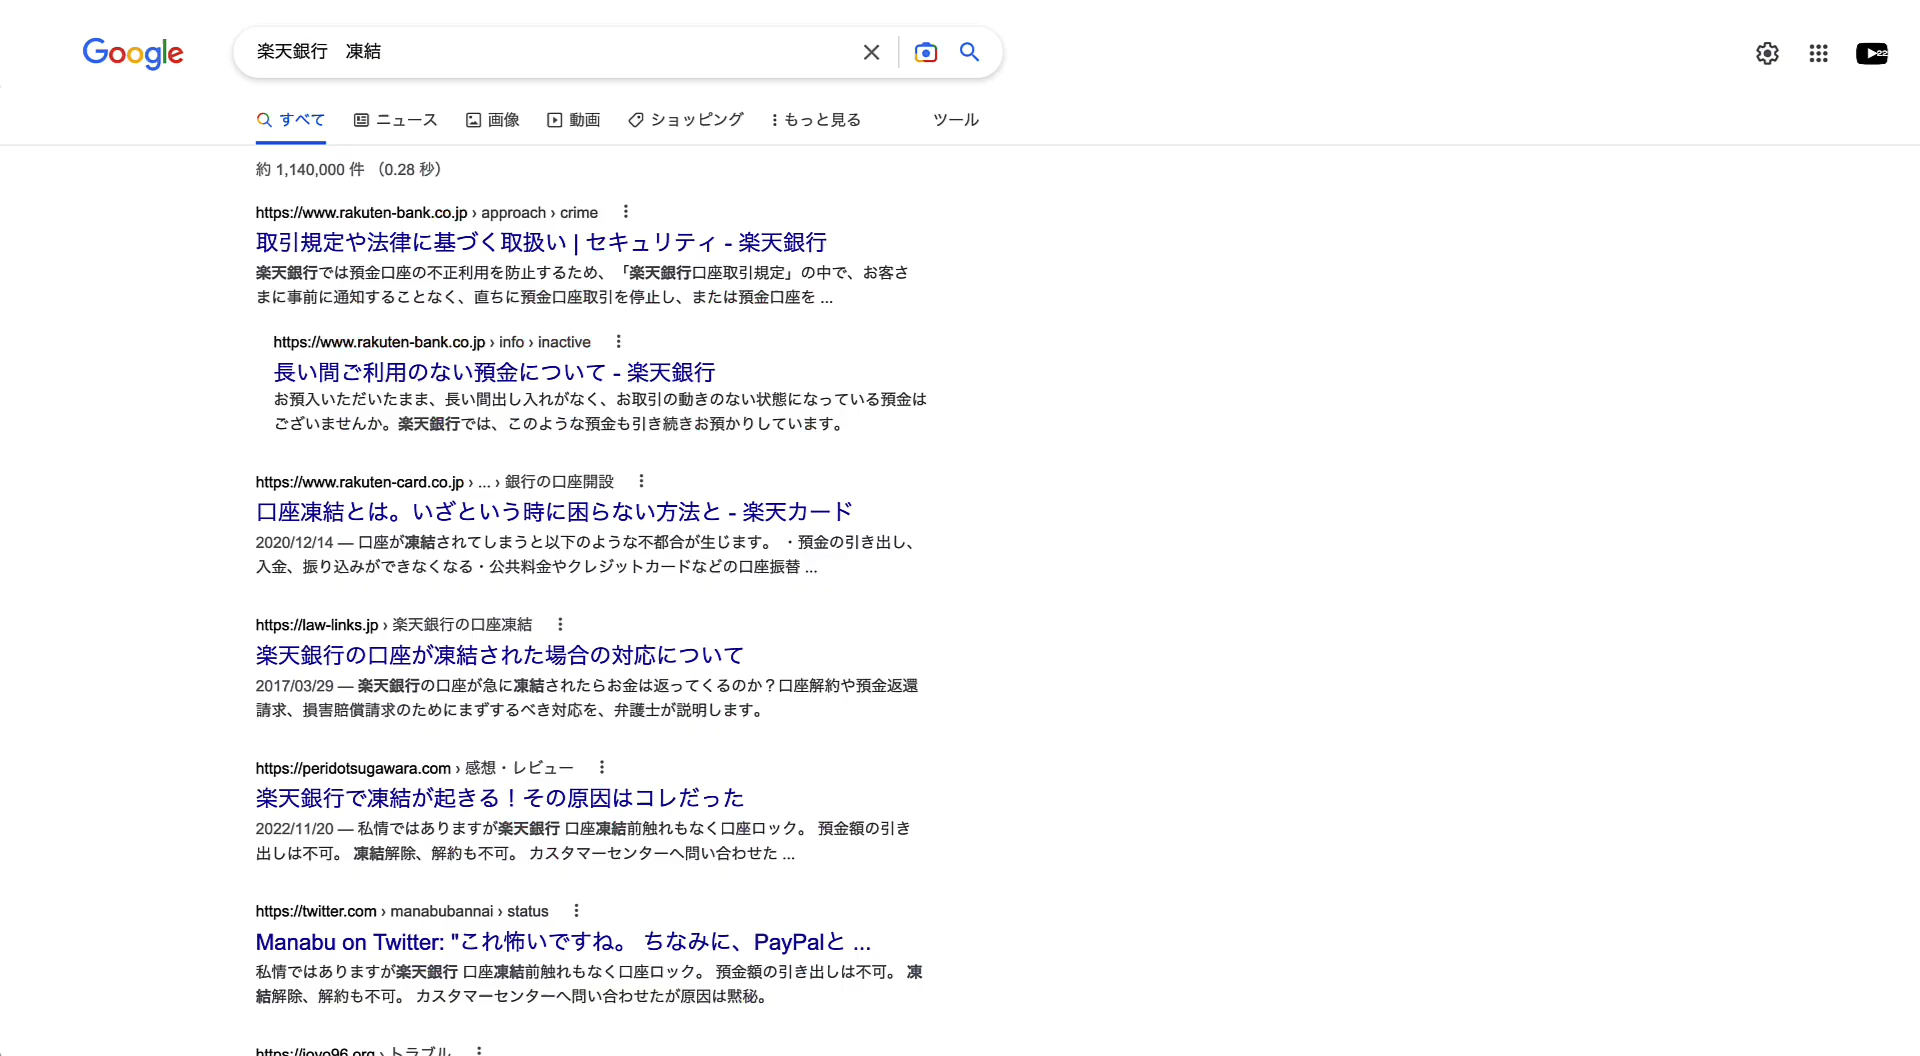 Google
楽天銀行　凍結
22
すべて ニュース 画像 動画 ショッピング もっと見る ツール
約 1,140,000 件 （0.28 秒）
https://www.rakuten-bank.co.jp › approach › crime
取引規定や法律に基づく取扱い | セキュリティ - 楽天銀行
楽天銀行では預金口座の不正利用を防止するため、「楽天銀行口座取引規定」の中で、お客さ
まに事前に通知することなく、直ちに預金口座取引を停止し、または預金口座を ...
https://www.rakuten-bank.co.jp › info › inactive
長い間ご利用のない預金について - 楽天銀行
お預入いただいたまま、長い間出し入れがなく、お取引の動きのない状態になっている預金は
ございませんか。楽天銀行では、このような預金も引き続きお預かりしています。
https://www.rakuten-card.co.jp › ... › 銀行の口座開設
口座凍結とは。いざという時に困らない方法と - 楽天カード
2020/12/14 — 口座が凍結されてしまうと以下のような不都合が生じます。 ・預金の引き出し、
入金、振り込みができなくなる・公共料金やクレジットカードなどの口座振替 ...
https://law-links.jp › 楽天銀行の口座凍結
楽天銀行の口座が凍結された場合の対応について
2017/03/29 — 楽天銀行の口座が急に凍結されたらお金は返ってくるのか？口座解約や預金返還
請求、損害賠償請求のためにまずするべき対応を、弁護士が説明します。
https://peridotsugawara.com › 感想・レビュー
楽天銀行で凍結が起きる！その原因はコレだった
2022/11/20 — 私情ではありますが楽天銀行 口座凍結前触れもなく口座ロック。 預金額の引き
出しは不可。 凍結解除、解約も不可。 カスタマーセンターへ問い合わせた ...
https://twitter.com › manabubannai › status
Manabu on Twitter: "これ怖いですね。 ちなみに、PayPalと ...
私情ではありますが楽天銀行 口座凍結前触れもなく口座ロック。 預金額の引き出しは不可。 凍
結解除、解約も不可。 カスタマーセンターへ問い合わせたが原因は黙秘。
https://joyo96.org › トラブル